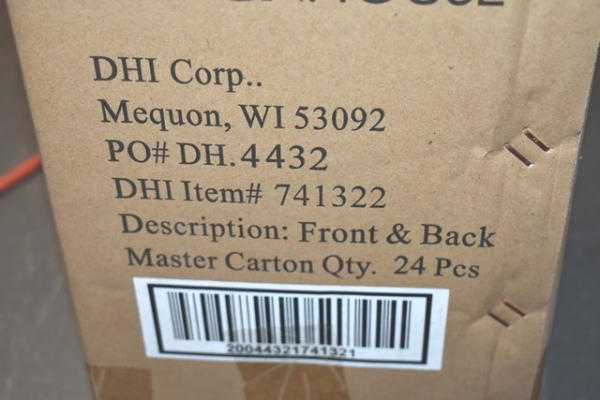 DHI Corp..
Mequon, WI 53092
PO# DH.4432
DHI Item# 741322
Description: Front & Back
Master Carton Qty. 24 Pcs
20044321741321